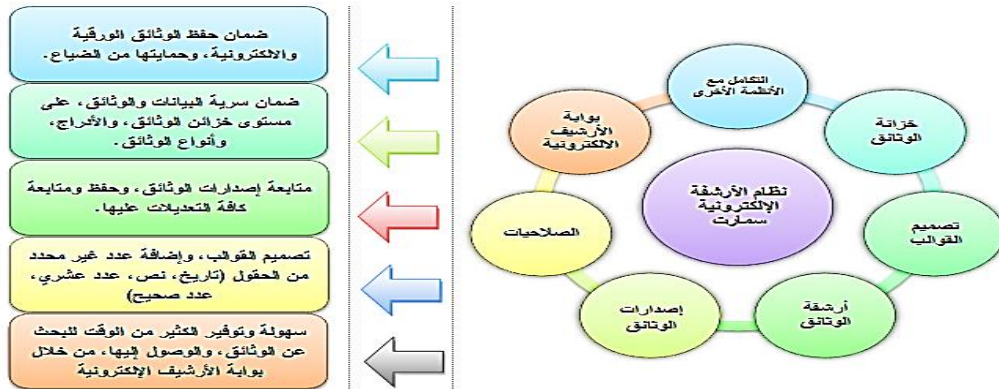 التكامل مع
الأنظمة الأخرى
خزانة
الوثائق
تصميم
القوالب
أرشفة
الوثائق
إصدارات
الوثائق
الصلاحيات
بوابة
الأرشيف
الالكترونية
نظام الأرشفة
الإلكترونية
سمارت
ضمان حفظ الوثائق الورقية
والالكترونية، وحمايتها من الضياع.
ضمان سرية البيانات والوثائق، على
مستوى خزائن الوثائق، والأدراج،
وأنواع الوثائق.
متابعة إصدارات الوثائق، وحفظ ومتابعة
كافة التعديلات عليها.
تصميم القوالب، وإضافة عدد غير محدد
من الحقول (تاريخ، نص، عدد عشري،
عدد صحيح)
سهولة وتوفير الكثير من الوقت للبحث
عن الوثائق، والوصول إليها، من خلال
بوابة الأرشيف الإلكترونية